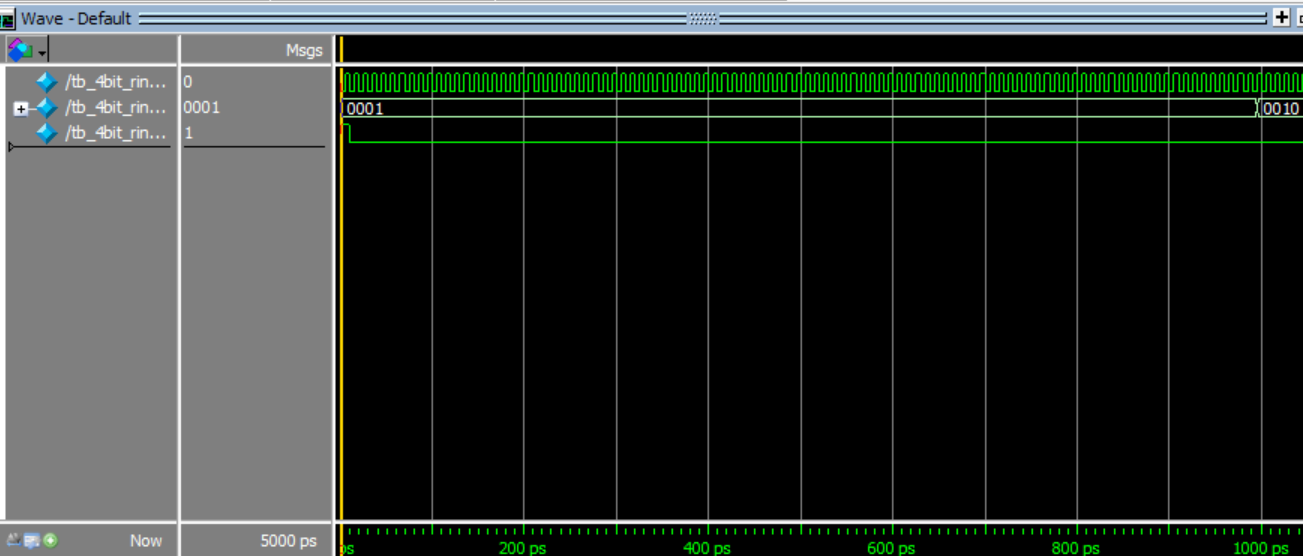 Wave - Default
Msgs
/tb_4bit_rin... 0
/tb_4bit_rin... 0001 0001 0010
/tb_4bit_rin... 1
Now 5000 ps ps 200 ps 400 ps 600 ps 800 ps 1000 ps